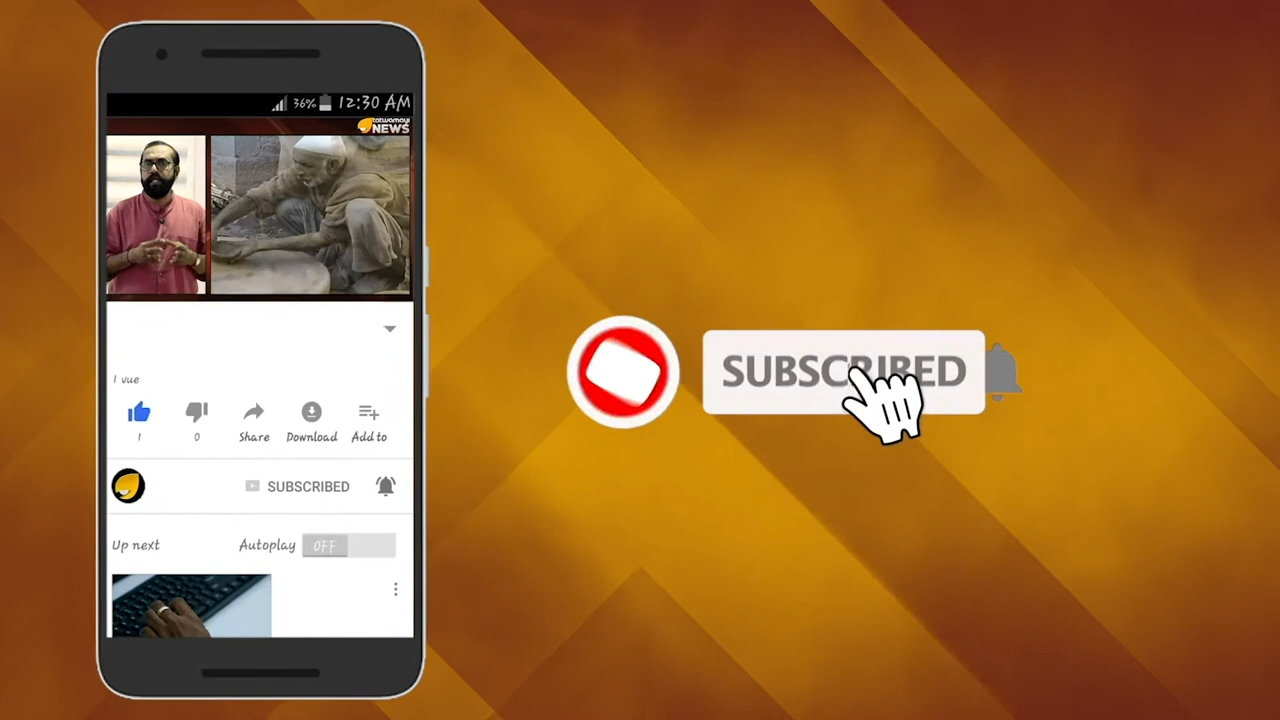 36% 12:30 AM
tatwamayi
NEWS
1 vue
1 0 Share Download Add to
SUBSCRIBED
Up next Autoplay OFF
SUBSCRIBED